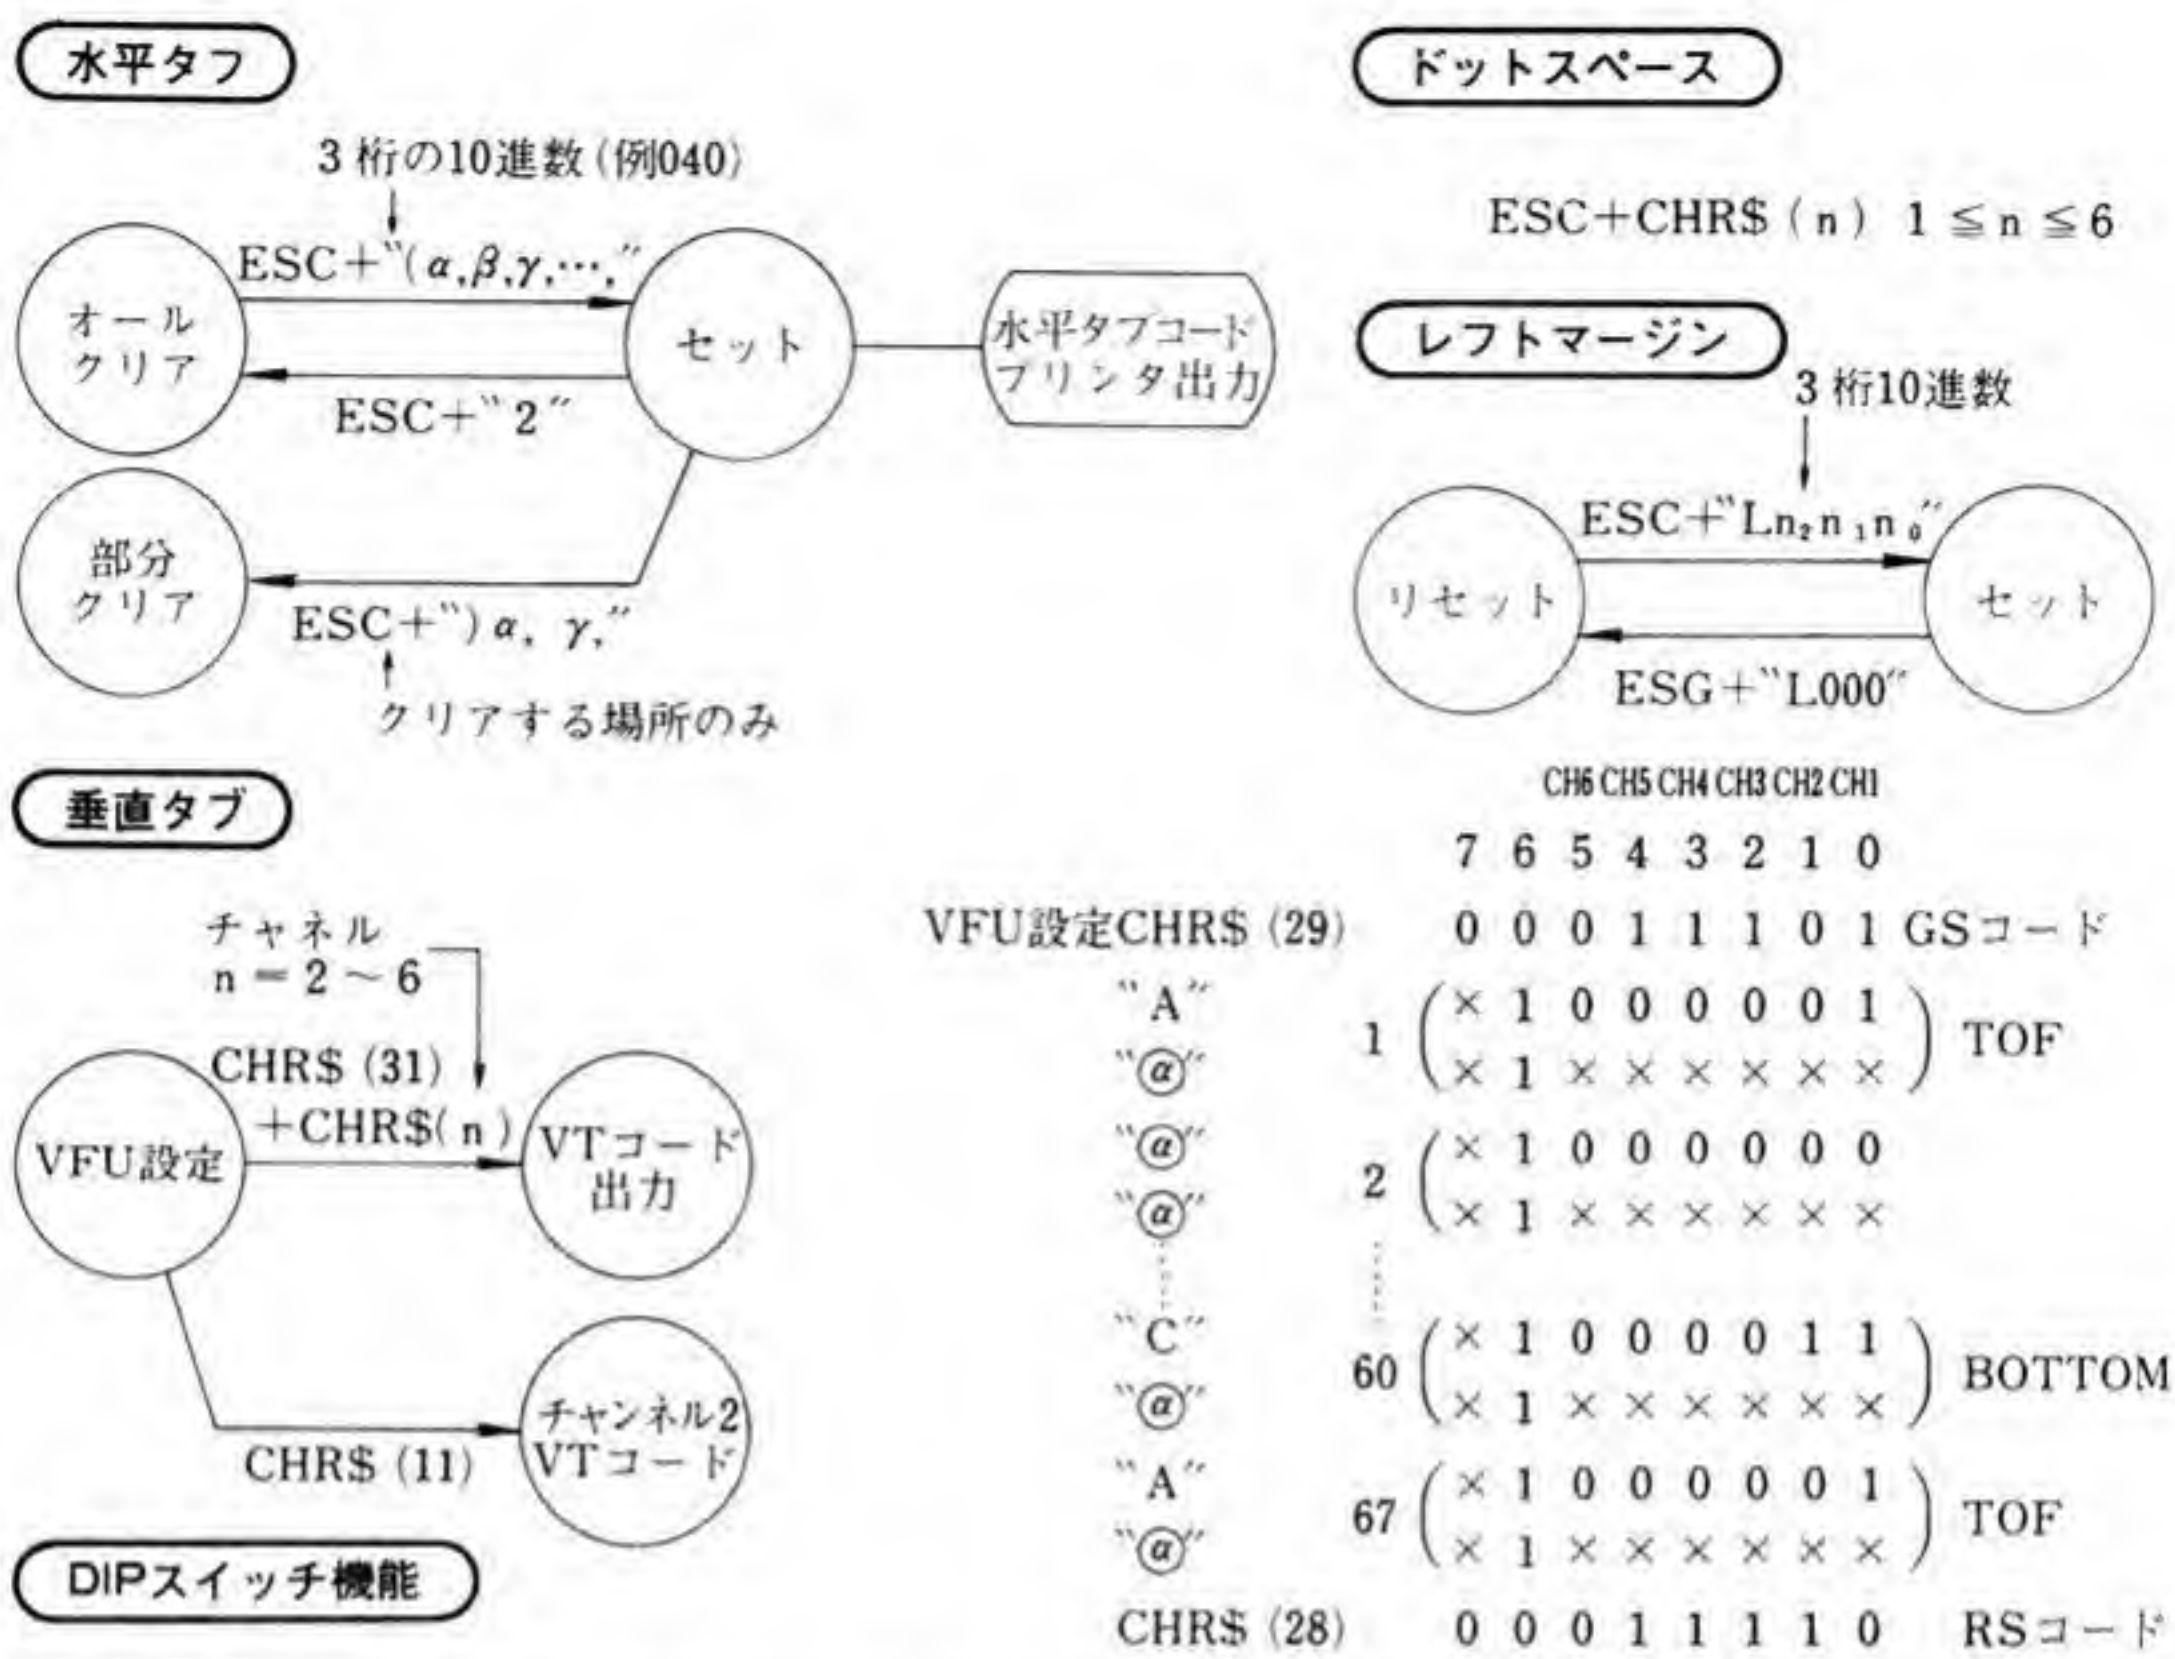 水平タブ
3桁の10進数(例040)
ESC+“(α,β,γ,…,”
オール
クリア
セット
水平タブコード
プリンタ出力
ESC+“2”
部分
クリア
ESC+“)α, γ,”
クリアする場所のみ
ドットスペース
ESC+CHR$(n) 1≦n≦6
レフトマージン
3桁10進数
ESC+“Ln₂n₁n₀”
リセット
セット
ESG+“L000”
垂直タブ
チャネル
n=2～6
CHR$(31)
+CHR$(n)
VFU設定
VTコード
出力
CHR$(11)
チャンネル2
VTコード
CH6 CH5 CH4 CH3 CH2 CH1
7 6 5 4 3 2 1 0
VFU設定CHR$(29) 0 0 0 1 1 1 0 1 GSコード
“A” 1 × 1 0 0 0 0 0 1 TOF
“ⓐ” × 1 × × × × × ×
“ⓐ” 2 × 1 0 0 0 0 0 0
“ⓐ” × 1 × × × × × ×
“C” 60 × 1 0 0 0 0 1 1 BOTTOM
“ⓐ” × 1 × × × × × ×
“A” 67 × 1 0 0 0 0 0 1 TOF
“ⓐ” × 1 × × × × × ×
CHR$(28) 0 0 0 1 1 1 1 0 RSコード
DIPスイッチ機能